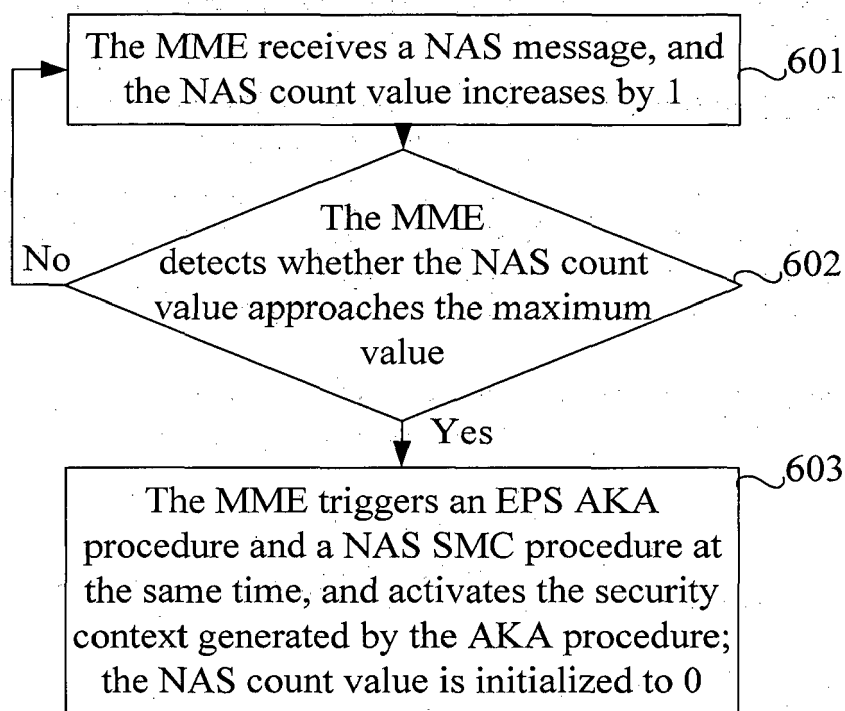 The MME receives a NAS message, and
the NAS count value increases by 1
601
The MME
detects whether the NAS count
value approaches the maximum
value
602
No
Yes
603
The MME triggers an EPS AKA
procedure and a NAS SMC procedure at
the same time, and activates the security
context generated by the AKA procedure;
the NAS count value is initialized to 0